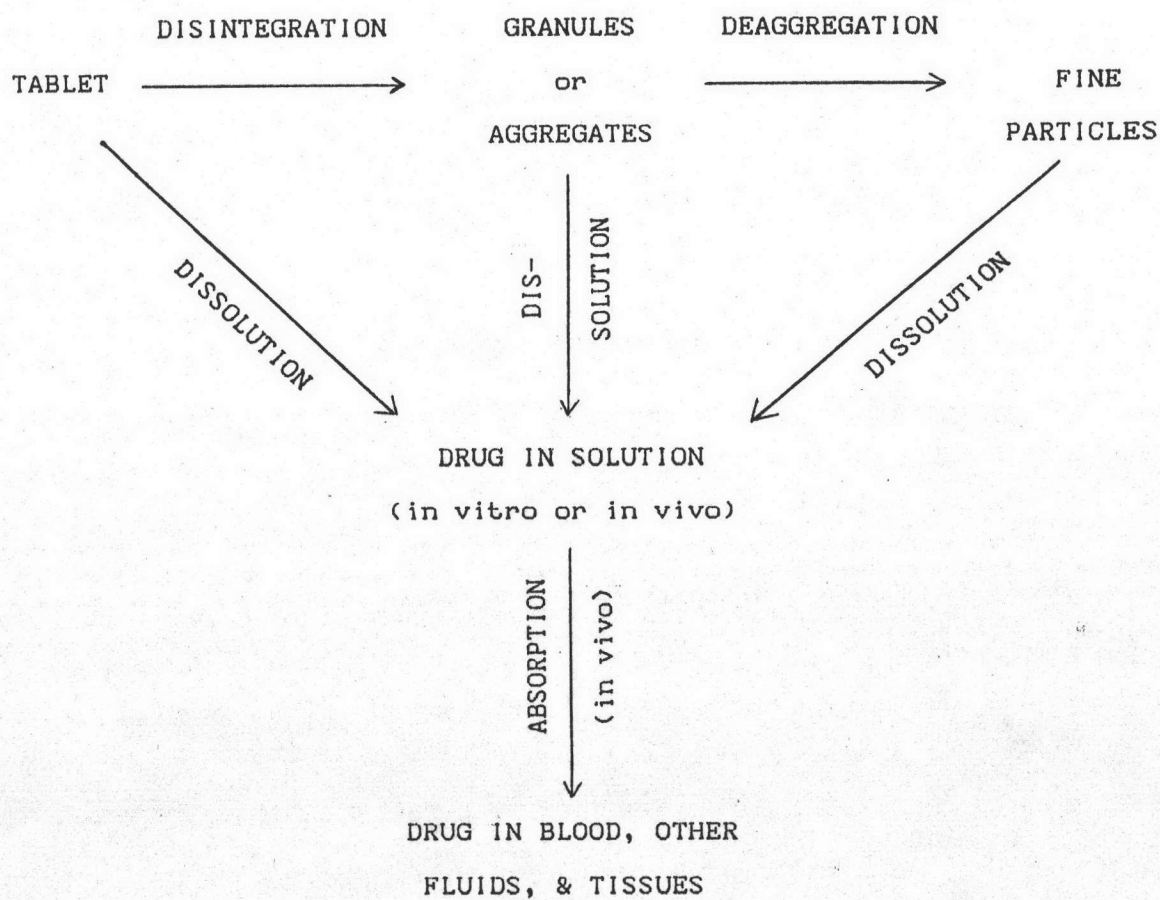 DISINTEGRATION GRANULES DEAGGREGATION
TABLET or FINE
AGGREGATES PARTICLES
DISSOLUTION
DIS-
SOLUTION
DISSOLUTION
DRUG IN SOLUTION
(in vitro or in vivo)
ABSORPTION
(in vivo)
DRUG IN BLOOD, OTHER
FLUIDS, & TISSUES